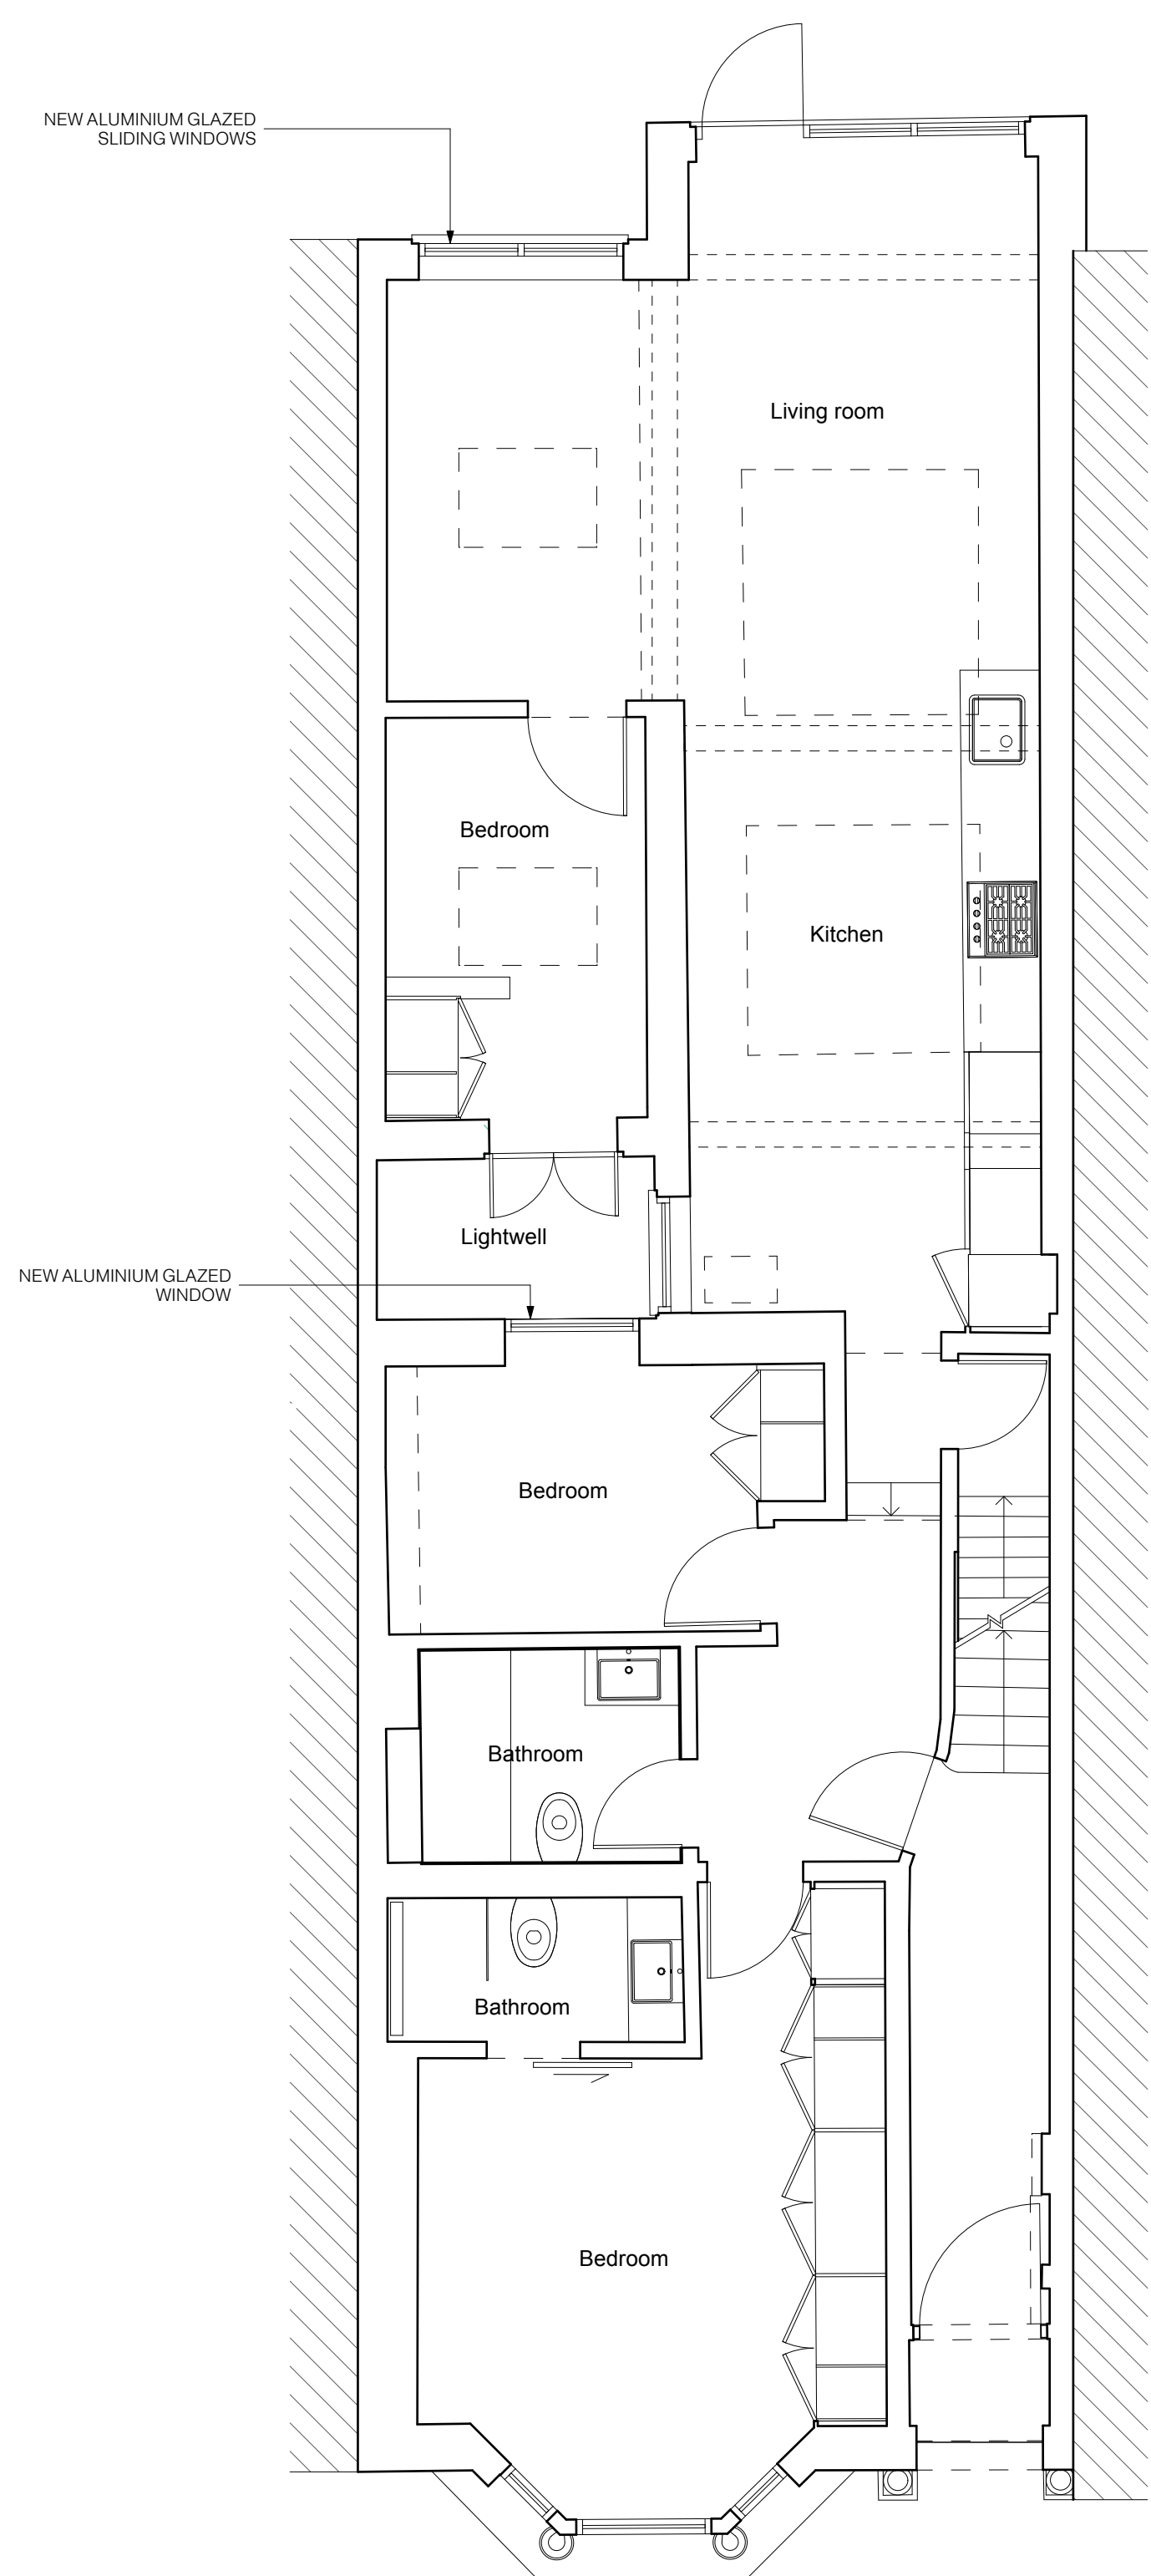 NEW ALUMINIUM GLAZED
SLIDING WINDOWS
Living room
Bedroom
Kitchen
Lightwell
NEW ALUMINIUM GLAZED
WINDOW
Bedroom
Bathroom
Bathroom
Bedroom